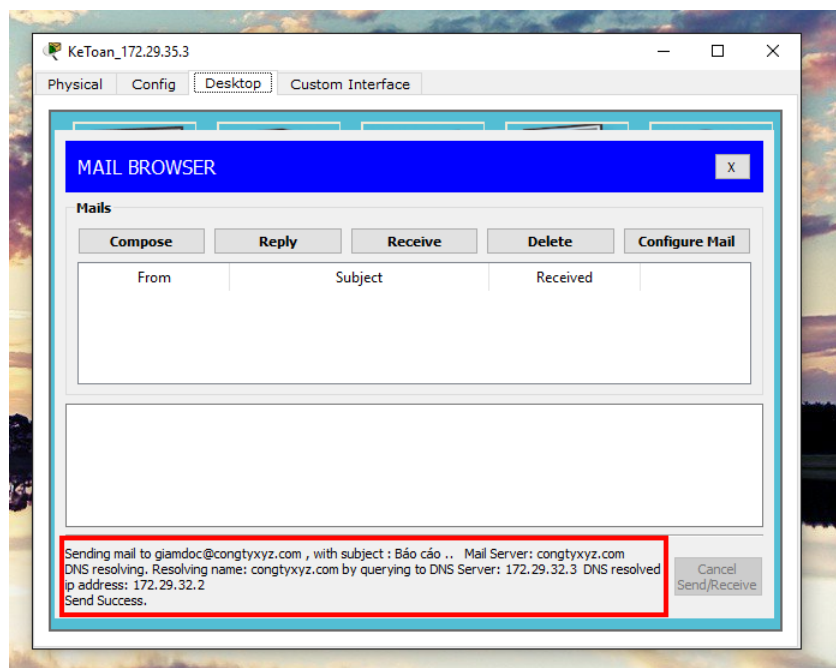 KeToan_172.29.35.3
Physical Config Desktop Custom Interface
MAIL BROWSER X
Mails
Compose Reply Receive Delete Configure Mail
From Subject Received
Sending mail to giamdoc@congtyxyz.com , with subject : Báo cáo .. Mail Server: congtyxyz.com
DNS resolving. Resolving name: congtyxyz.com by querying to DNS Server: 172.29.32.3 DNS resolved
ip address: 172.29.32.2
Send Success.
Cancel
Send/Receive